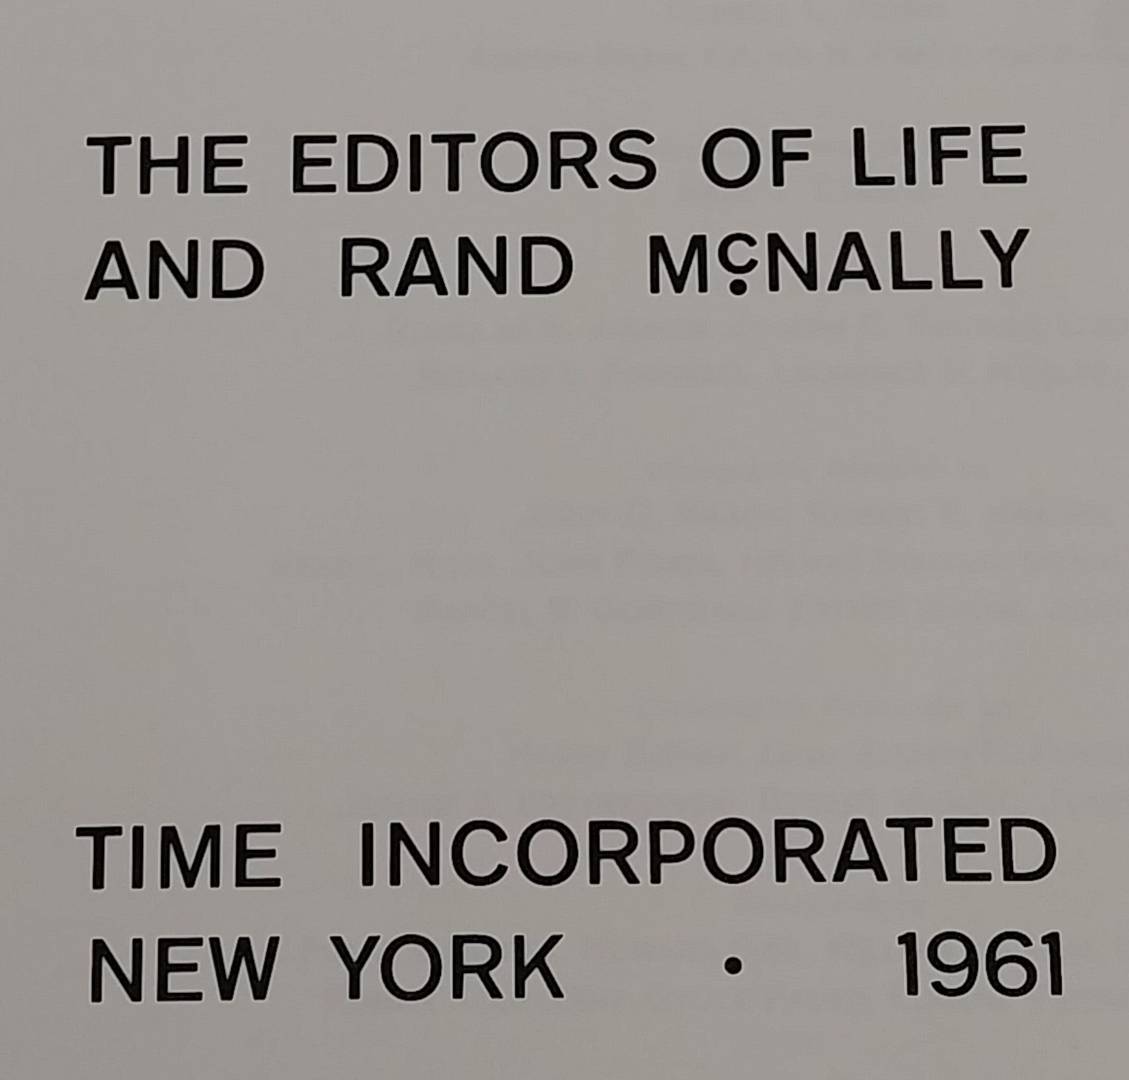 THE EDITORS OF LIFE
AND RAND McNALLY
TIME INCORPORATED
NEW YORK • 1961